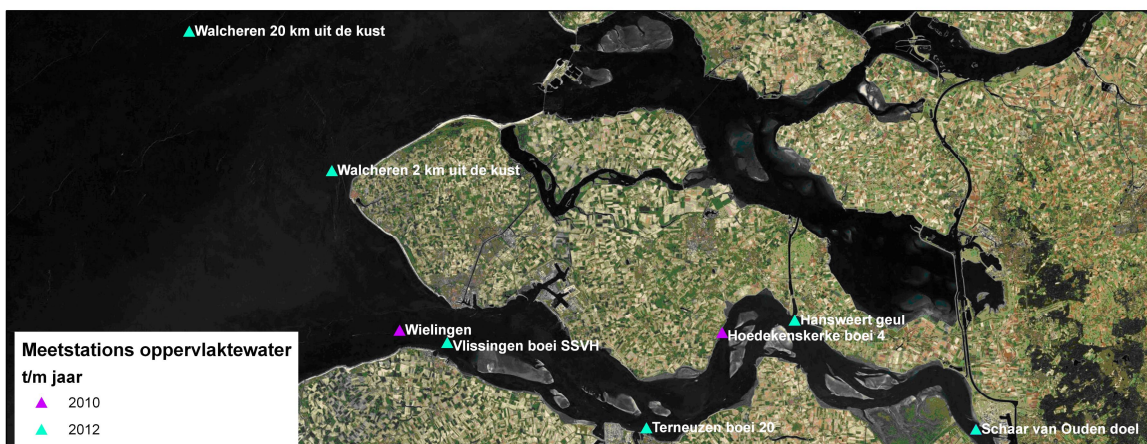 Walcheren 20 km uit de kust
Walcheren 2 km uit de kust
Wielingen
Vlissingen boei SSVH
Hansweert geul
Hoedekenskerke boei 4
Terneuzen boei 20
Schaar van Ouden doel
Meetstations oppervlaktewater
t/m jaar
2010
2012